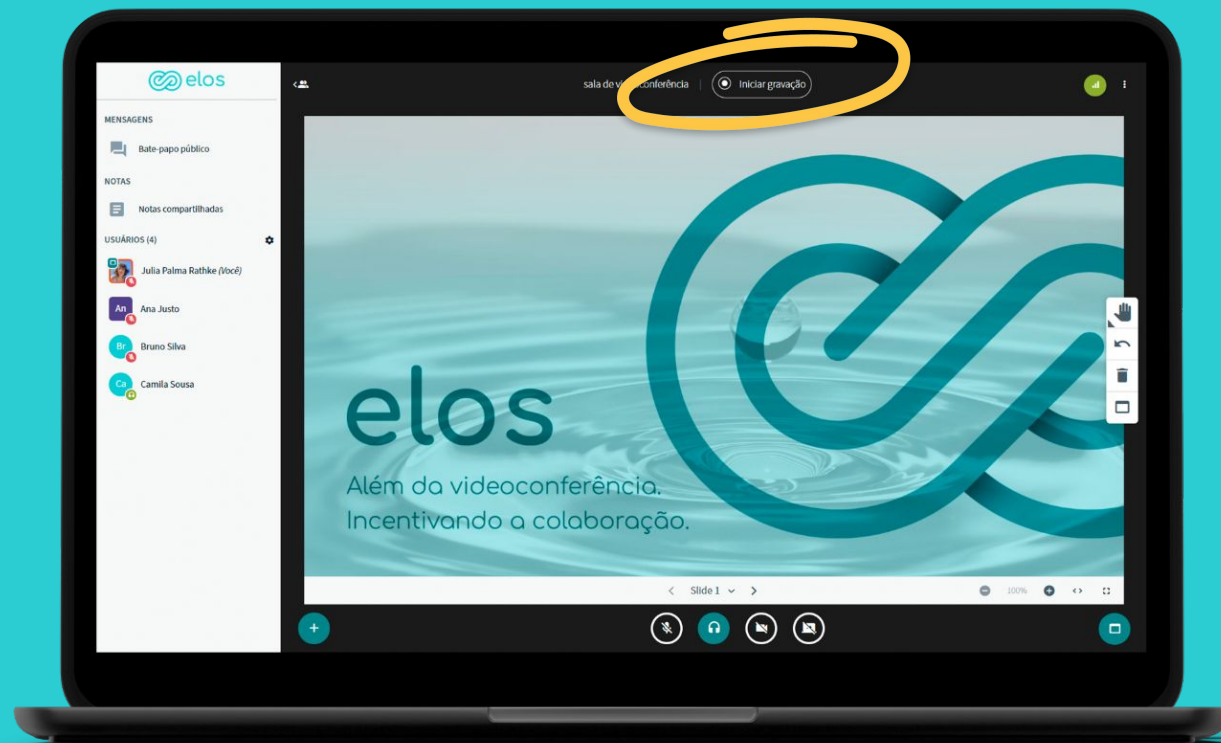 elos
sala de videoconferência | Iniciar gravação
MENSAGENS
Bate-papo público
NOTAS
Notas compartilhadas
USUÁRIOS (4)
Julia Palma Rathke (Você)
An Ana Justo
Br Bruno Silva
Ca Camila Sousa
elos
Além da videoconferência.
Incentivando a colaboração.
Slide 1
100%